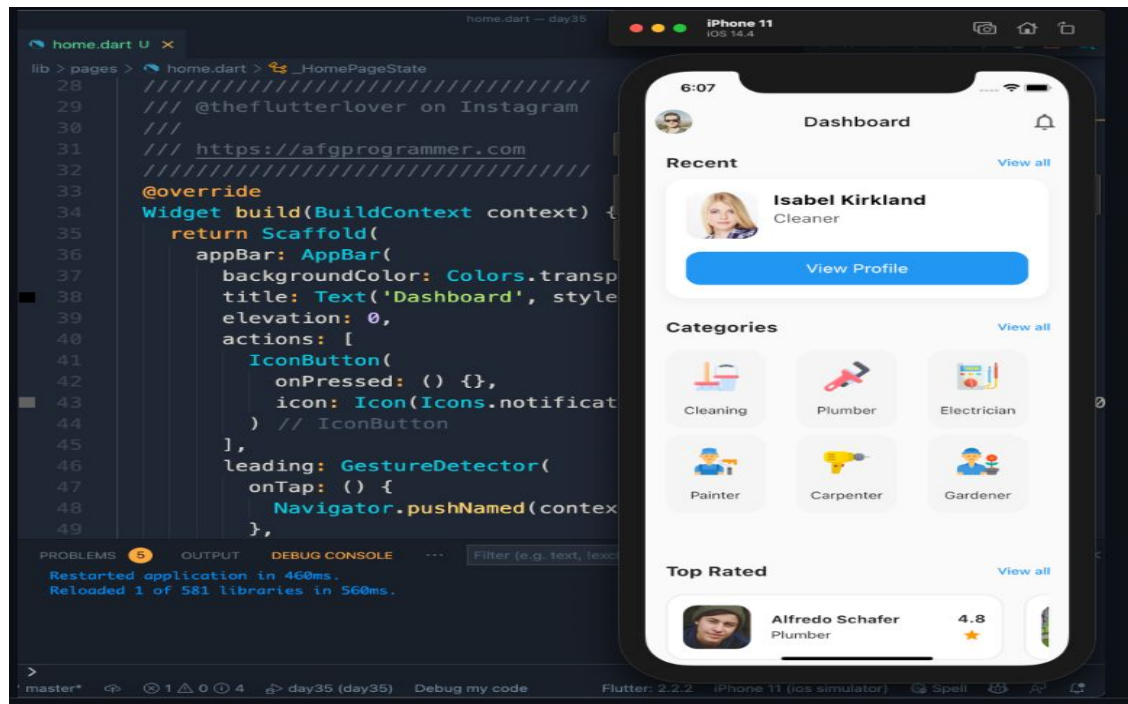 home.dart — day35
home.dart U ×
lib > pages > home.dart > _HomePageState
28 ///////////////////////////////////
29 /// @theflutterlover on Instagram
30 ///
31 /// https://afgprogrammer.com
32 ///////////////////////////////////
33 @override
34 Widget build(BuildContext context) {
35 return Scaffold(
36 appBar: AppBar(
37 backgroundColor: Colors.transp
38 title: Text('Dashboard', style
39 elevation: 0,
40 actions: [
41 IconButton(
42 onPressed: () {},
43 icon: Icon(Icons.notificat
44 ) // IconButton
45 ],
46 leading: GestureDetector(
47 onTap: () {
48 Navigator.pushNamed(contex
49 },
PROBLEMS 5 OUTPUT DEBUG CONSOLE ··· Filter (e.g. text, !exc
Restarted application in 460ms.
Reloaded 1 of 581 libraries in 560ms.
>
master* 1 0 4 day35 (day35) Debug my code Flutter: 2.2.2 iPhone 11 (ios simulator) Spell
iPhone 11
iOS 14.4
6:07
Dashboard
Recent View all
Isabel Kirkland
Cleaner
View Profile
Categories View all
Cleaning Plumber Electrician
Painter Carpenter Gardener
Top Rated View all
Alfredo Schafer 4.8
Plumber